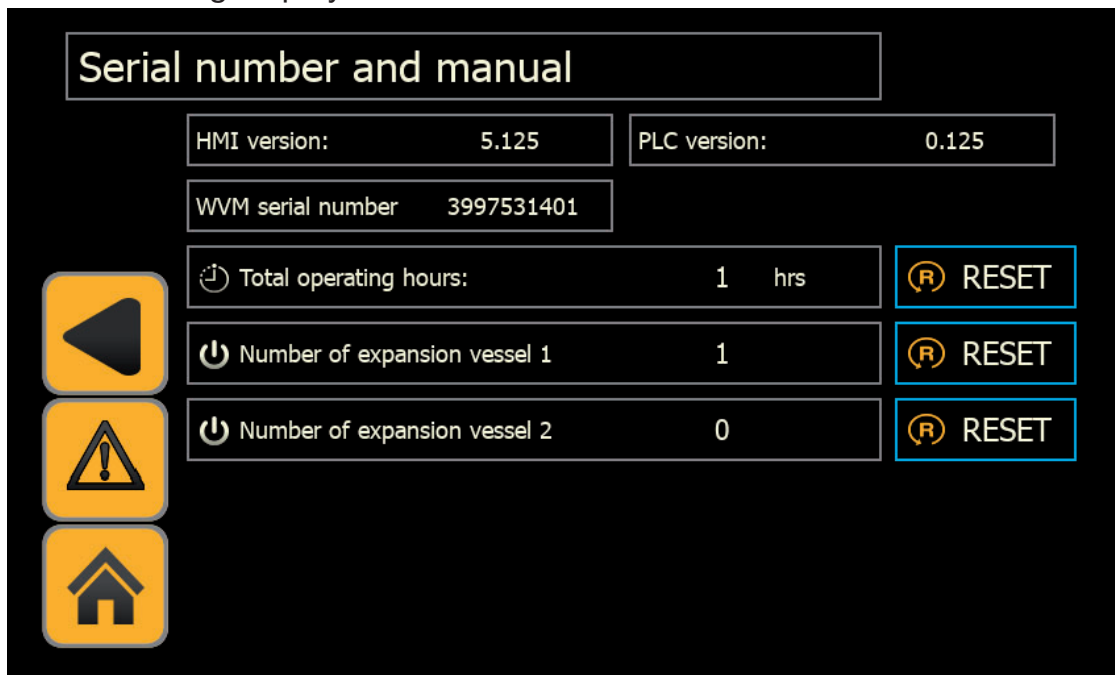 Serial number and manual
HMI version: 5.125 PLC version: 0.125
WVM serial number 3997531401
Total operating hours: 1 hrs R RESET
Number of expansion vessel 1 1 R RESET
Number of expansion vessel 2 0 R RESET